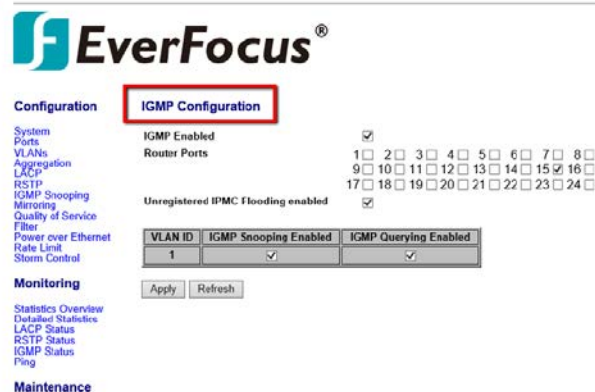 EverFocus®
Configuration
System
Ports
VLANs
Aggregation
LACP
RSTP
IGMP Snooping
Mirroring
Quality of Service
Filter
Power over Ethernet
Rate Limit
Storm Control
Monitoring
Statistics Overview
Detailed Statistics
LACP Status
RSTP Status
IGMP Status
Ping
Maintenance
IGMP Configuration
IGMP Enabled
Router Ports
1 2 3 4 5 6 7 8
9 10 11 12 13 14 15 16
17 18 19 20 21 22 23 24
Unregistered IPMC Flooding enabled
VLAN ID IGMP Snooping Enabled IGMP Querying Enabled
1
Apply Refresh